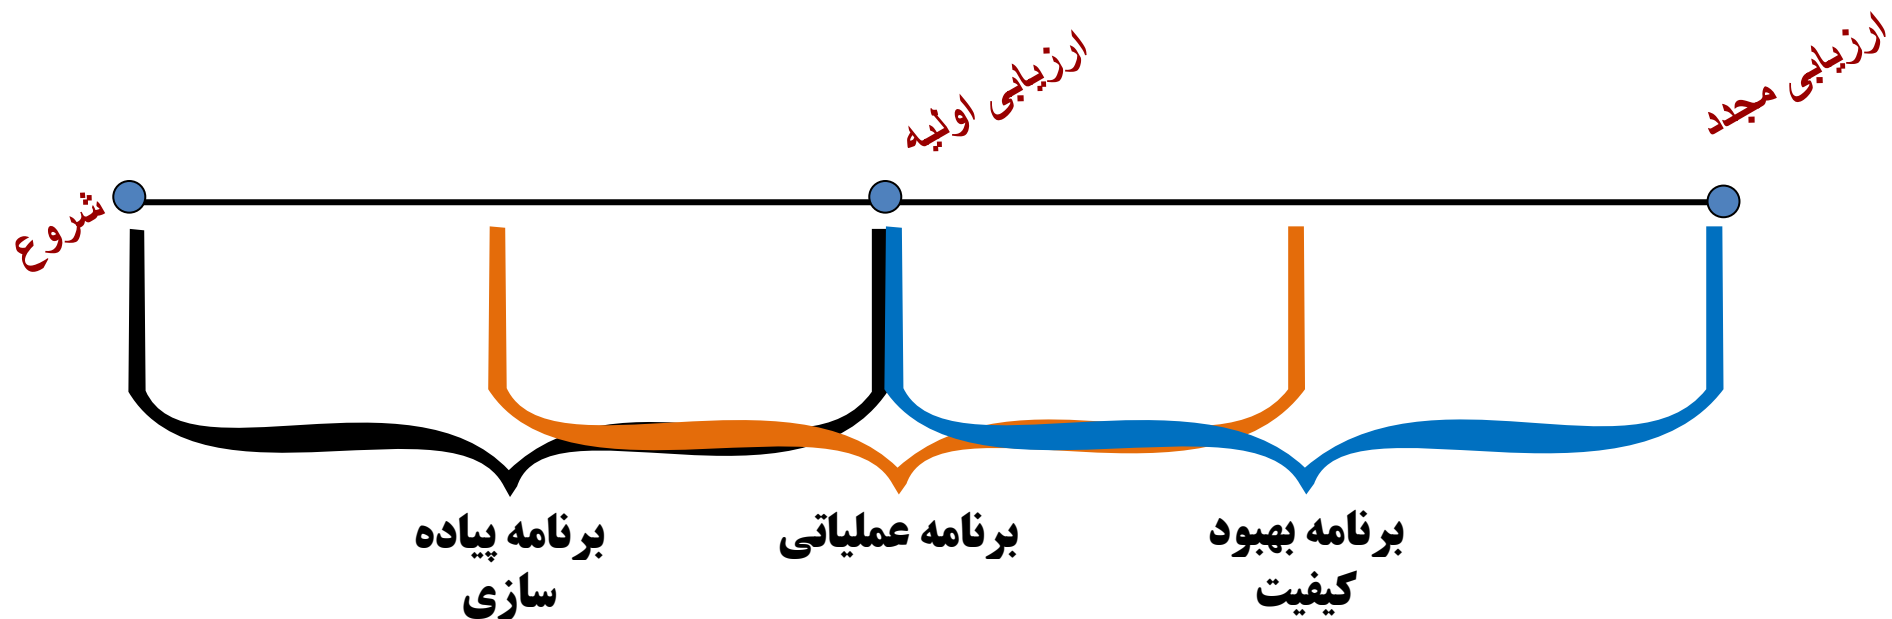 شروع
ارزیابی اولیه
ارزیابی مجدد
برنامه پیاده
سازی
برنامه عملیاتی
برنامه بهبود
کیفیت